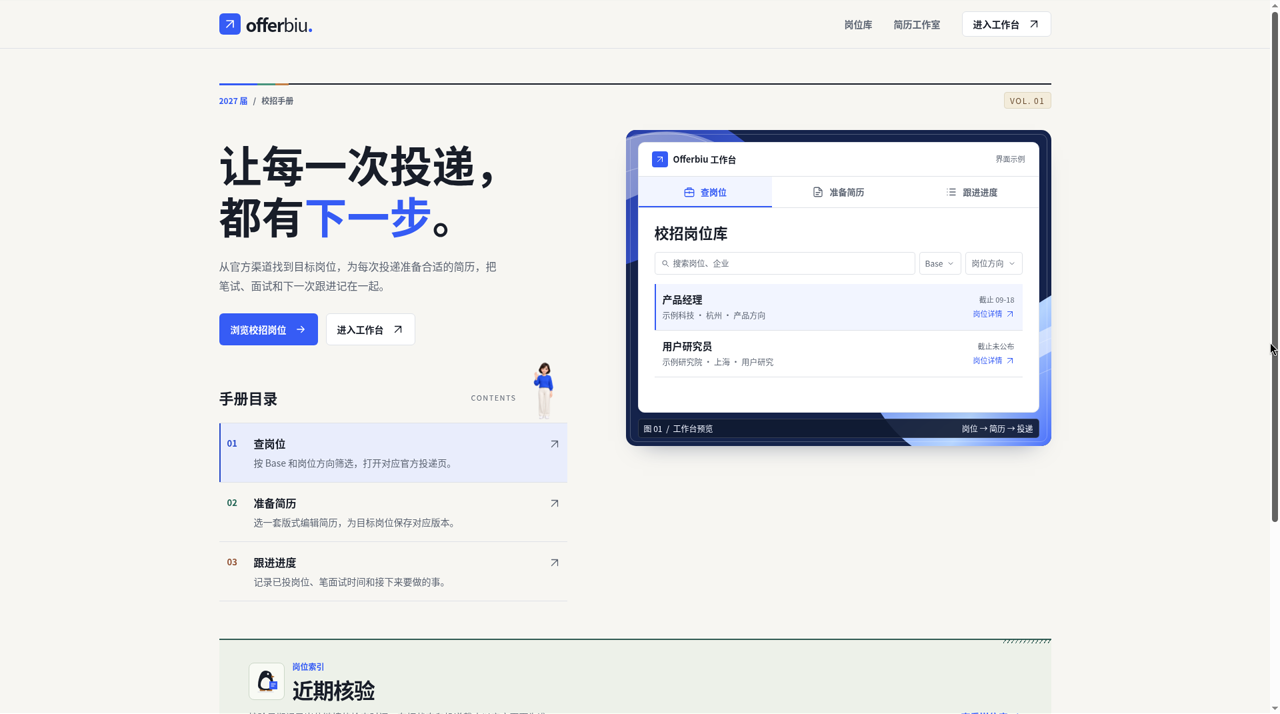 offerbiu.
岗位库
简历工作室
进入工作台
2027 届 / 校招手册
VOL. 01
让每一次投递，
都有下一步。
从官方渠道找到目标岗位，为每次投递准备合适的简历，把
笔试、面试和下一次跟进记在一起。
浏览校招岗位
进入工作台
Offerbiu 工作台
界面示例
查岗位
准备简历
跟进进度
校招岗位库
搜索岗位、企业
Base
岗位方向
产品经理
截止 09-18
示例科技 · 杭州 · 产品方向
岗位详情
用户研究员
截止未公布
示例研究院 · 上海 · 用户研究
岗位详情
图 01 / 工作台预览
岗位 → 简历 → 投递
手册目录
CONTENTS
01
查岗位
按 Base 和岗位方向筛选，打开对应官方投递页。
02
准备简历
选一套版式编辑简历，为目标岗位保存对应版本。
03
跟进进度
记录已投岗位、笔面试时间和接下来要做的事。
岗位索引
近期核验